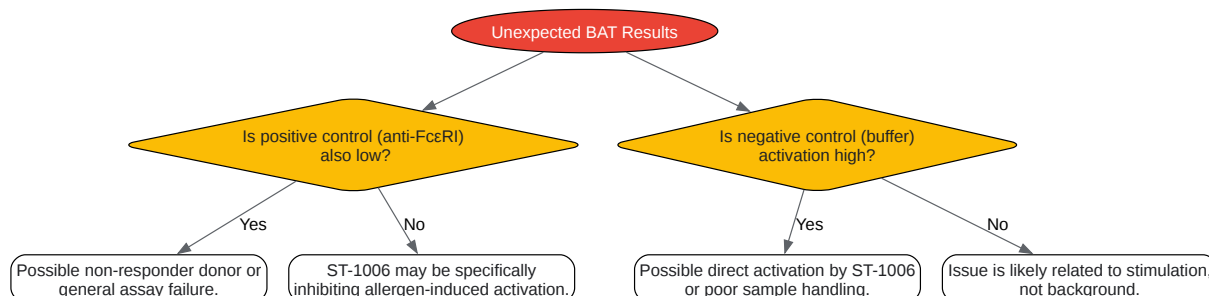 Unexpected BAT Results
Is positive control (anti-FcεRI)
also low?
Is negative control (buffer)
activation high?
Yes
No
Yes
No
Possible non-responder donor or
general assay failure.
ST-1006 may be specifically
inhibiting allergen-induced activation.
Possible direct activation by ST-1006
or poor sample handling.
Issue is likely related to stimulation,
not background.